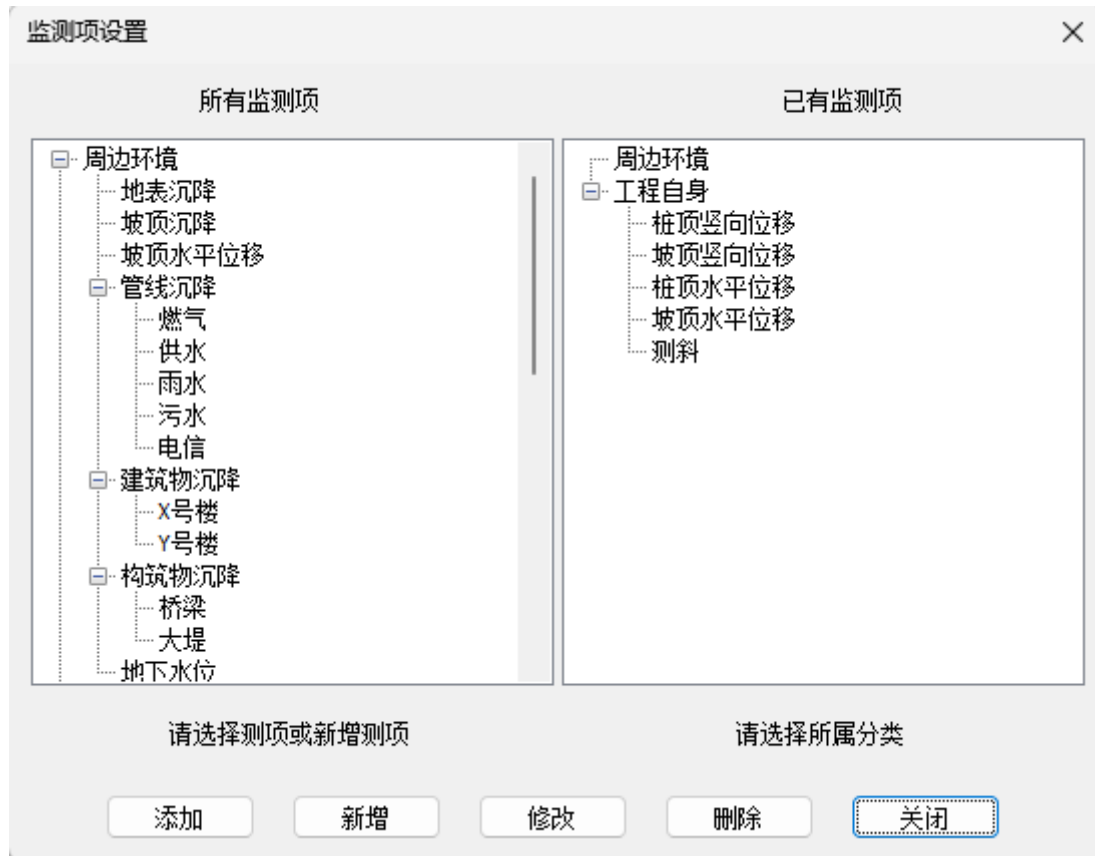 监测项设置
所有监测项
已有监测项
周边环境
地表沉降
坡顶沉降
坡顶水平位移
管线沉降
燃气
供水
雨水
污水
电信
建筑物沉降
X号楼
Y号楼
构筑物沉降
桥梁
大堤
地下水位
周边环境
工程自身
桩顶竖向位移
坡顶竖向位移
桩顶水平位移
坡顶水平位移
测斜
请选择测项或新增测项
请选择所属分类
添加
新增
修改
删除
关闭